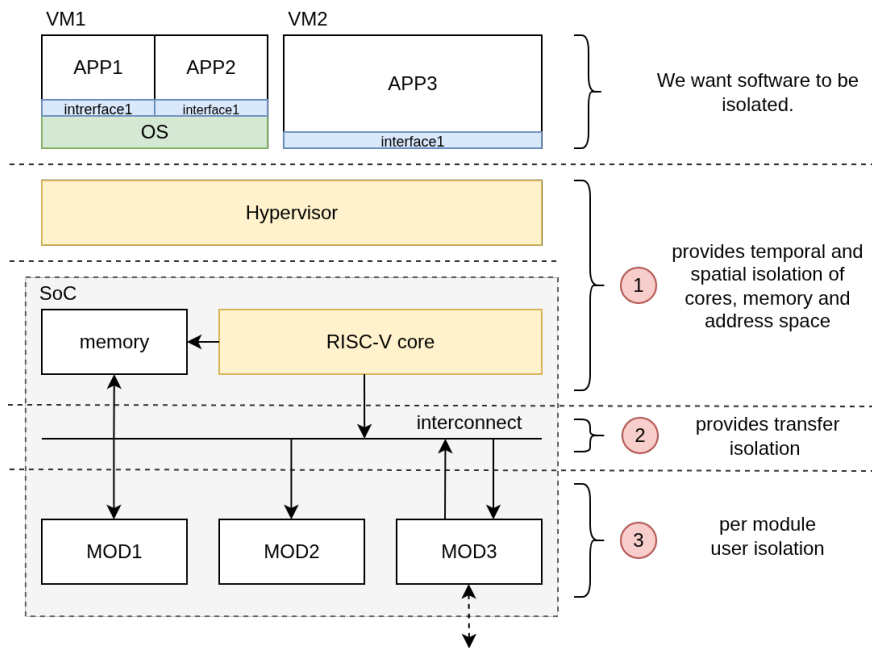 VM1
VM2
APP1
APP2
APP3
intrerface1
interface1
OS
interface1
We want software to be
isolated.
Hypervisor
1
provides temporal and
spatial isolation of
cores, memory and
address space
SoC
memory
RISC-V core
interconnect
2
provides transfer
isolation
MOD1
MOD2
MOD3
3
per module
user isolation